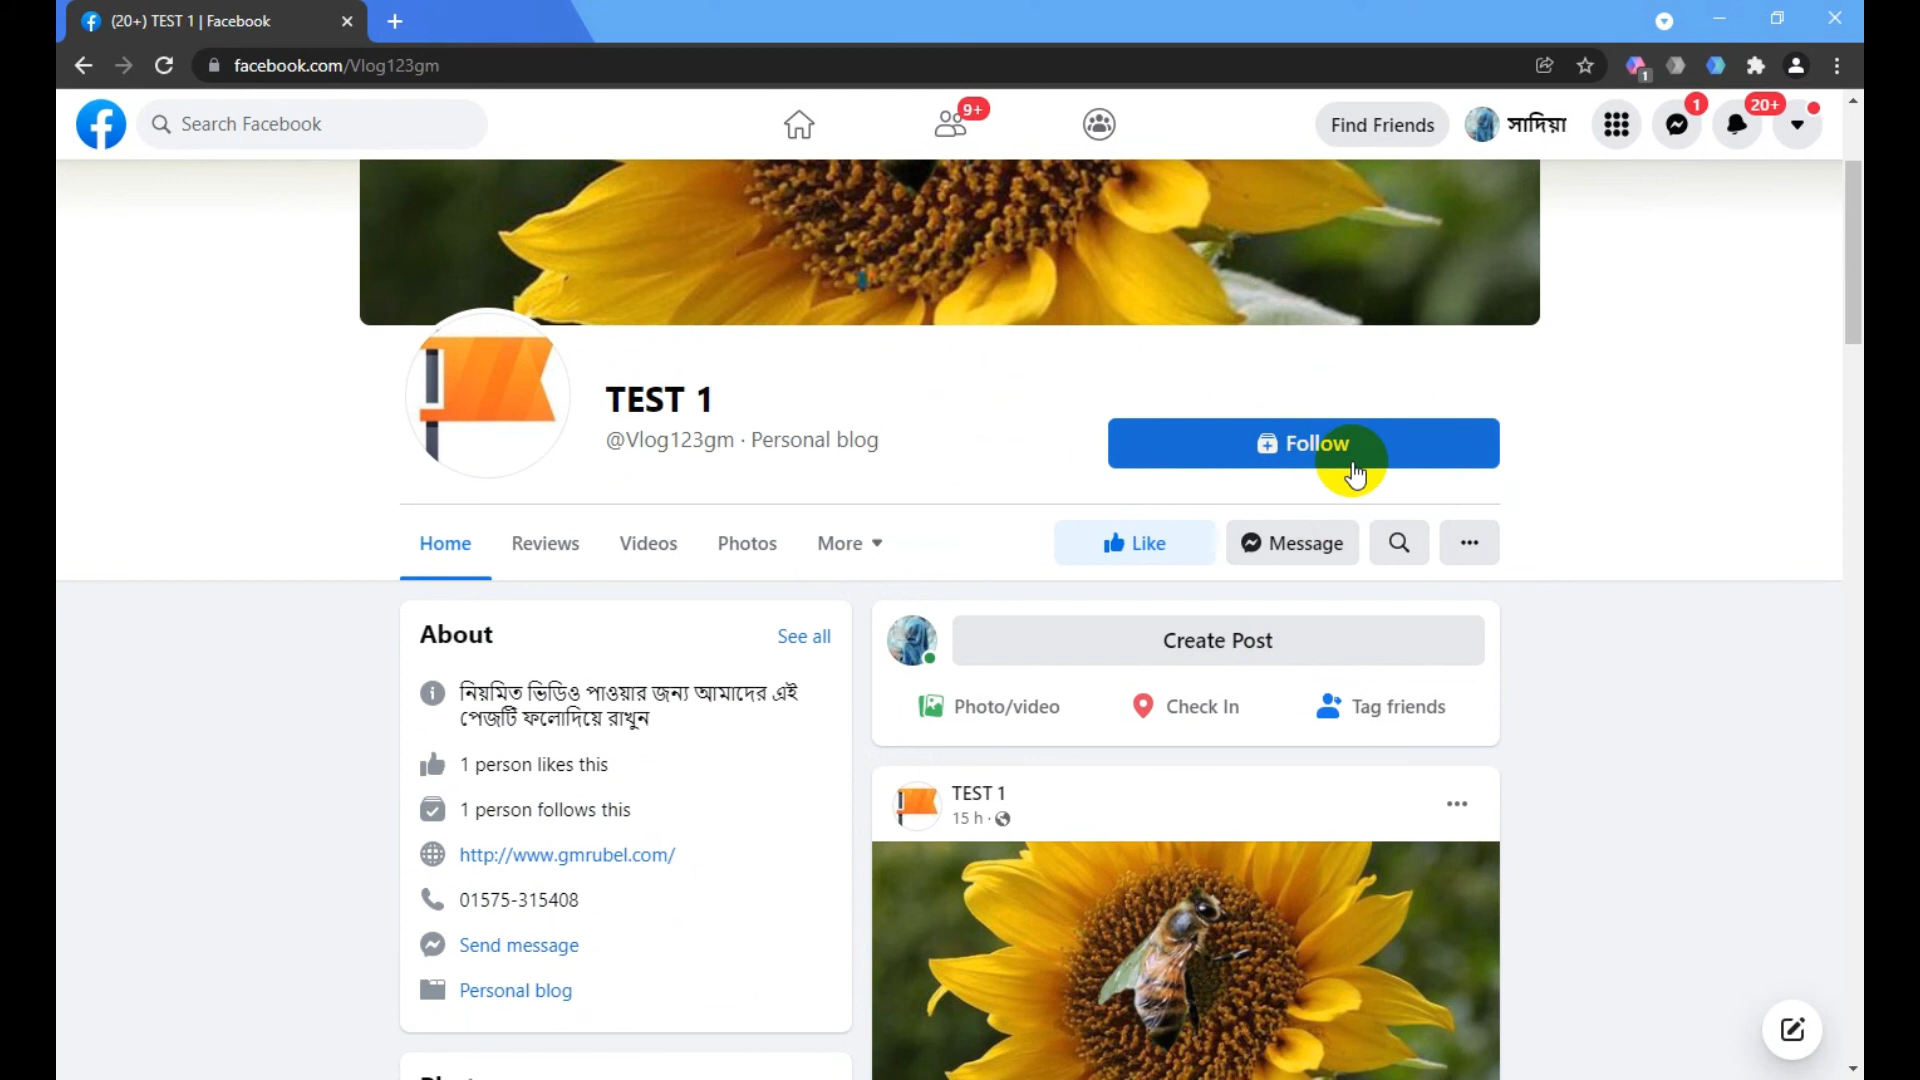 (20+) TEST 1 | Facebook
facebook.com/Vlog123gm
1
Search Facebook
9+
Find Friends
সাদিয়া
1
20+
TEST 1
@Vlog123gm · Personal blog
Follow
Home
Reviews
Videos
Photos
More
Like
Message
About
See all
নিয়মিত ভিডিও পাওয়ার জন্য আমাদের এই
পেজটি ফলোদিয়ে রাখুন
1 person likes this
1 person follows this
http://www.gmrubel.com/
01575-315408
Send message
Personal blog
Create Post
Photo/video
Check In
Tag friends
TEST 1
15 h ·